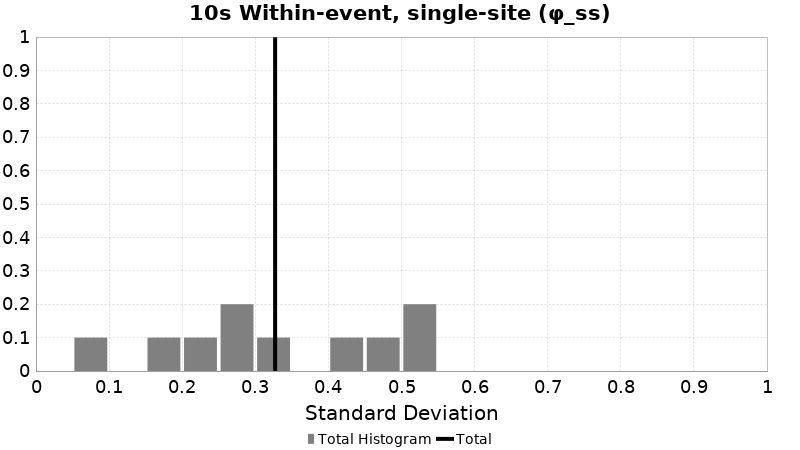 10s Within-event, single-site (φ_ss)
1
0.9
0.8
0.7
0.6
0.5
0.4
0.3
0.2
0.1
0
0 0.1 0.2 0.3 0.4 0.5 0.6 0.7 0.8 0.9 1
Standard Deviation
Total Histogram Total